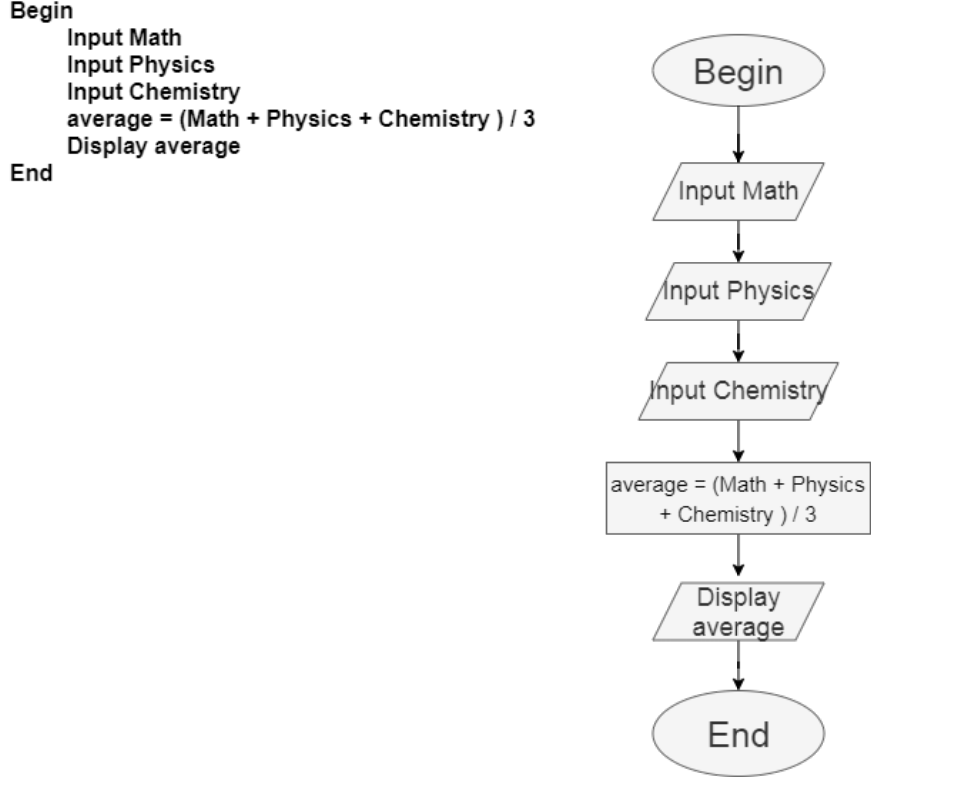 Begin
Input Math
Input Physics
Input Chemistry
average = (Math + Physics + Chemistry ) / 3
Display average
End
Begin
Input Math
Input Physics
Input Chemistry
average = (Math + Physics
+ Chemistry ) / 3
Display
average
End